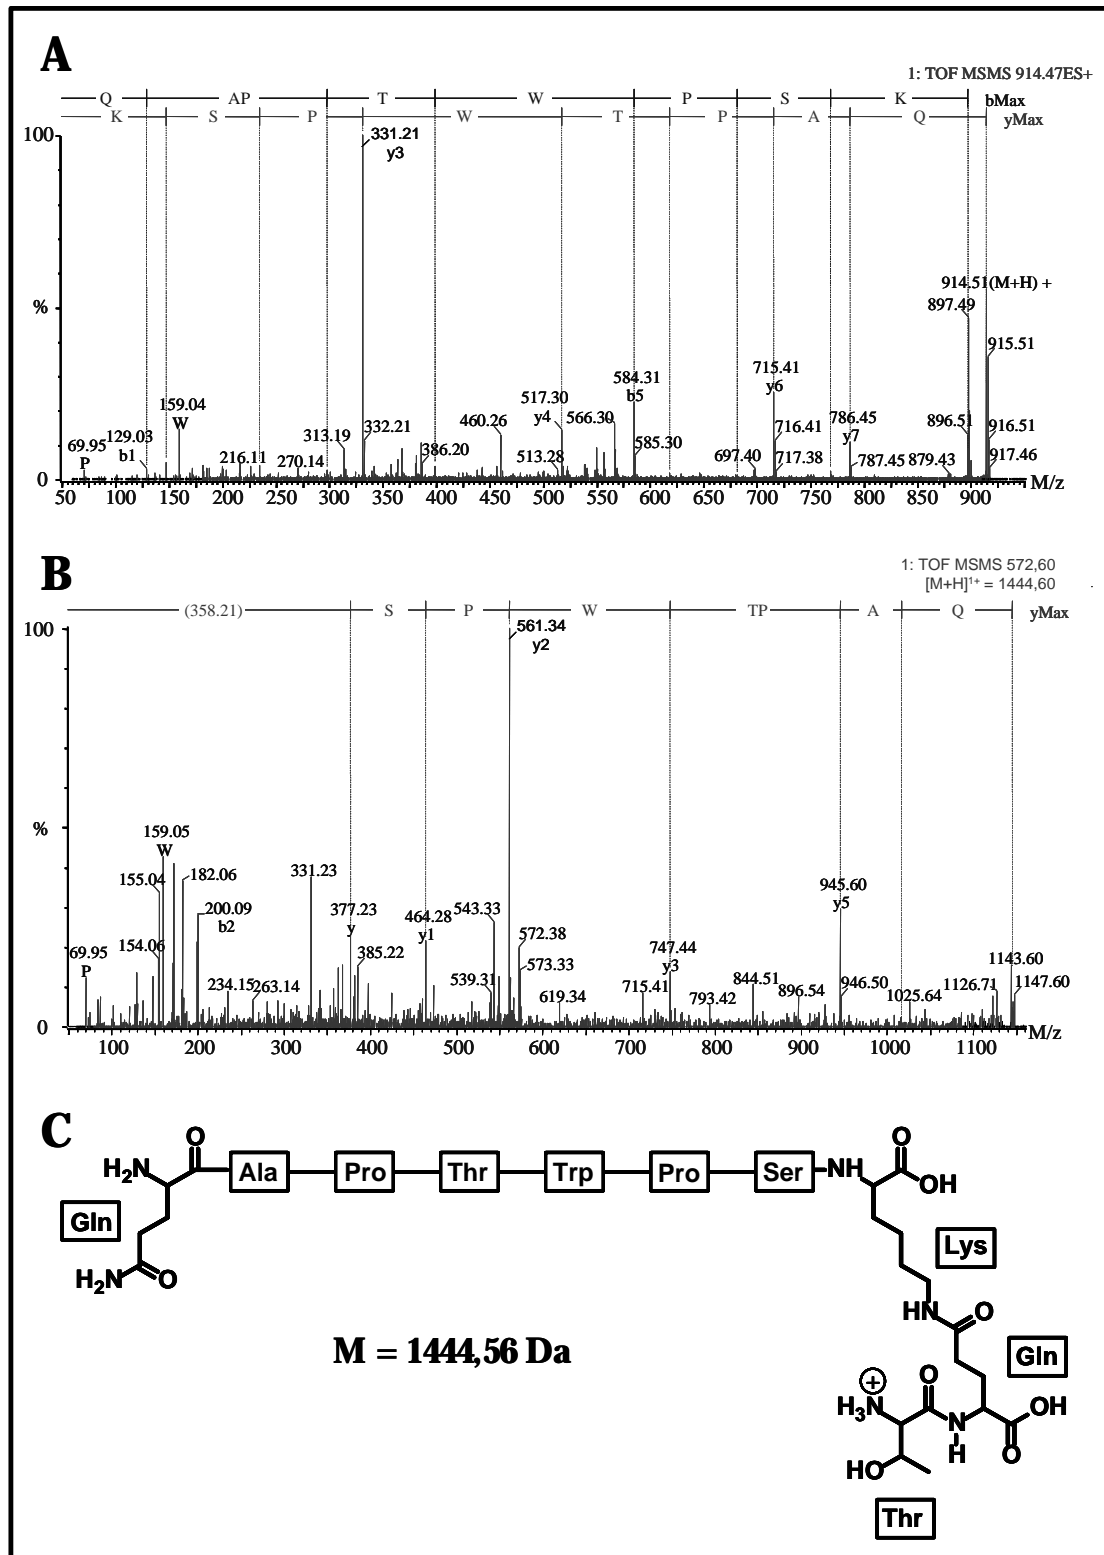 A
1: TOF MSMS 914.47ES+
Q AP T W P S K bMax
K S P W T P A Q yMax
100
331.21
y3
%
914.51(M+H) +
897.49
915.51
159.04
W
129.03
b1
69.95
P
216.11
270.14
313.19
332.21
386.20
460.26
513.28
517.30
y4
566.30
584.31
b5
585.30
697.40
715.41
y6
716.41
717.38
786.45
y7
787.45
879.43
896.51
916.51
917.46
0
50 100 150 200 250 300 350 400 450 500 550 600 650 700 750 800 850 900 M/z
B
1: TOF MSMS 572,60
[M+H]1+ = 1444,60
(358.21) S P W TP A Q yMax
100
561.34
y2
%
159.05
W
155.04
182.06
200.09
b2
154.06
69.95
P
234.15
263.14
331.23
377.23
y
385.22
464.28
y1
543.33
539.31
572.38
573.33
619.34
715.41
747.44
y3
793.42
844.51
896.54
945.60
y5
946.50
1025.64
1126.71
1143.60
1147.60
0
100 200 300 400 500 600 700 800 900 1000 1100 M/z
C
H2N O Ala Pro Thr Trp Pro Ser NH O OH
Gln
H2N O
Lys
HN O
M = 1444,56 Da
Gln
+
H3N O N H O OH
HO
Thr